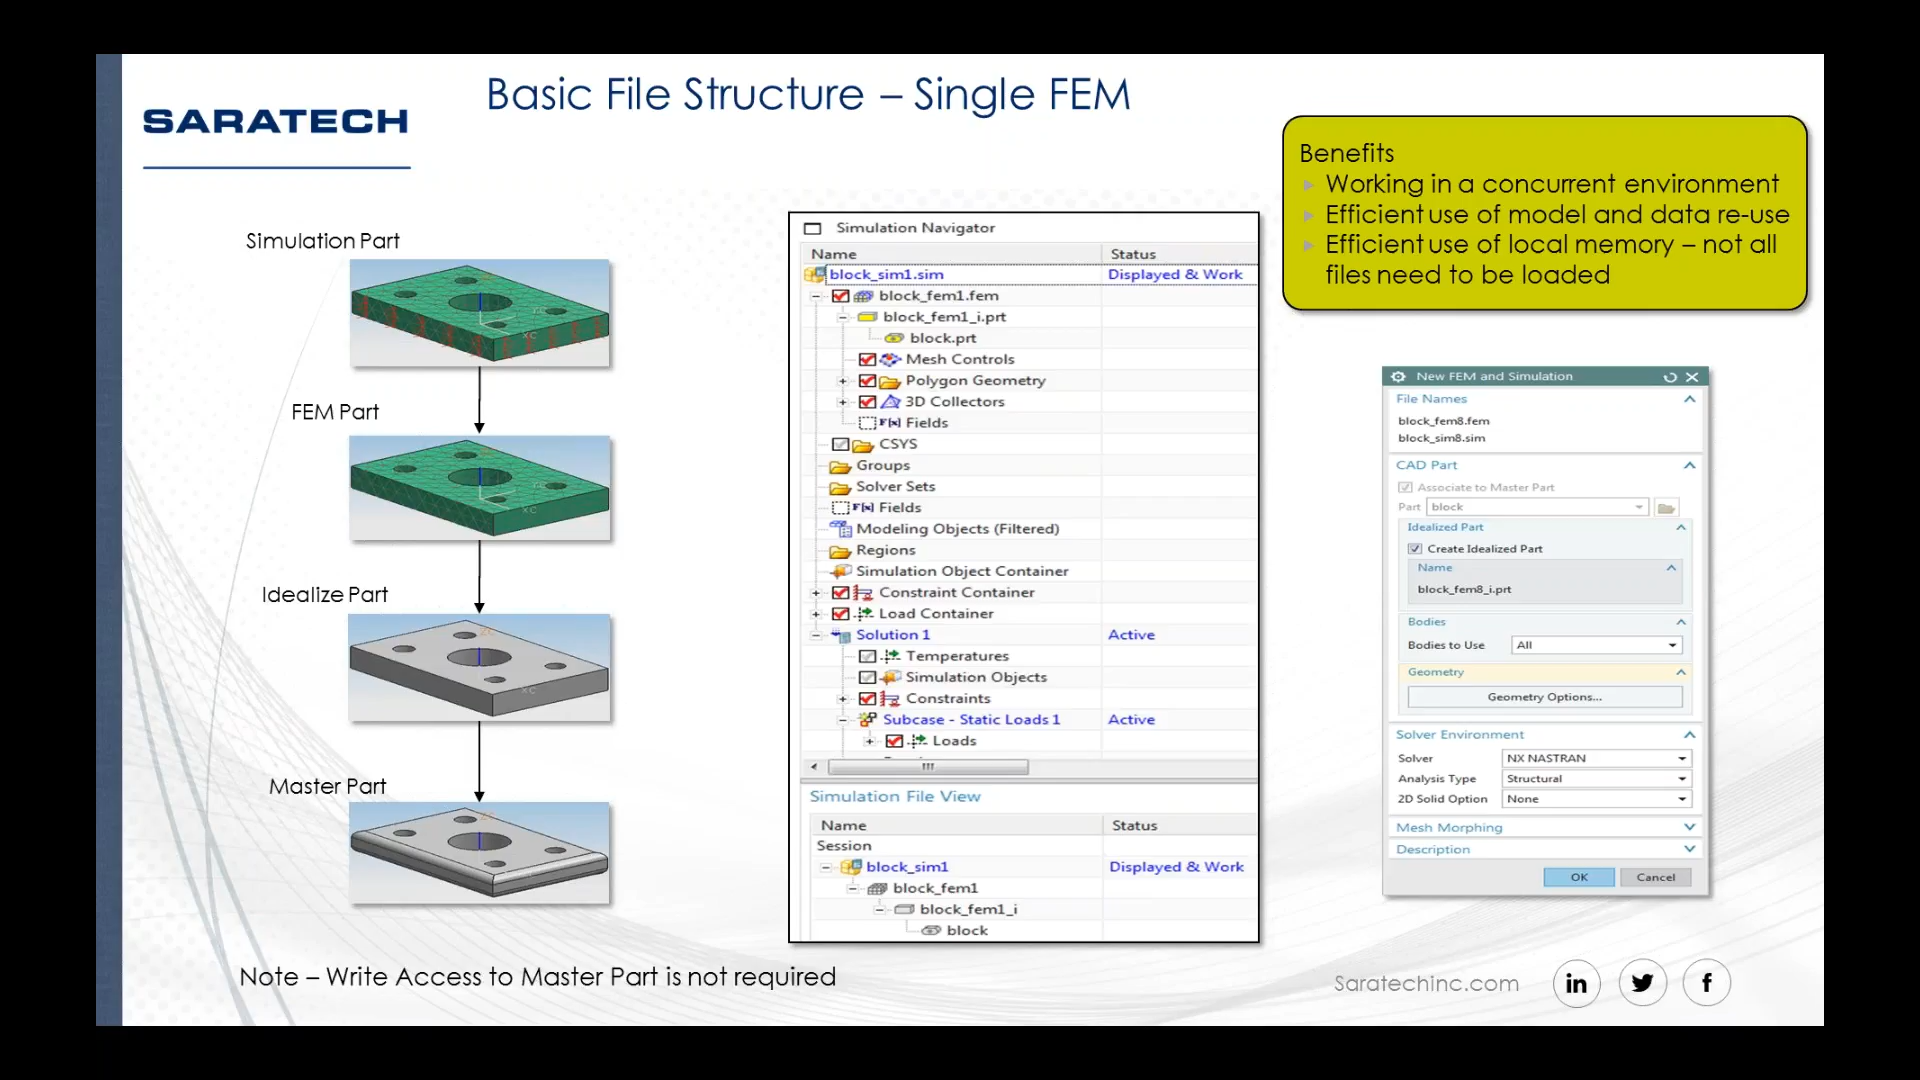 Basic File Structure – Single FEM
SARATECH
Benefits
Working in a concurrent environment
Efficient use of model and data re-use
Efficient use of local memory – not all
files need to be loaded
Simulation Part
FEM Part
Idealize Part
Master Part
Simulation Navigator
Name Status
block_sim1.sim Displayed & Work
block_fem1.fem
block_fem1_i.prt
block.prt
Mesh Controls
Polygon Geometry
3D Collectors
F(x) Fields
CSYS
Groups
Solver Sets
F(x) Fields
Modeling Objects (Filtered)
Regions
Simulation Object Container
Constraint Container
Load Container
Solution 1 Active
Temperatures
Simulation Objects
Constraints
Subcase - Static Loads 1 Active
Loads
Simulation File View
Name Status
Session
block_sim1 Displayed & Work
block_fem1
block_fem1_i
block
New FEM and Simulation
File Names
block_fem8.fem
block_sim8.sim
CAD Part
Associate to Master Part
Part block
Idealized Part
Create Idealized Part
Name
block_fem8_i.prt
Bodies
Bodies to Use All
Geometry
Geometry Options...
Solver Environment
Solver NX NASTRAN
Analysis Type Structural
2D Solid Option None
Mesh Morphing
Description
OK Cancel
Note – Write Access to Master Part is not required
Saratechinc.com in f